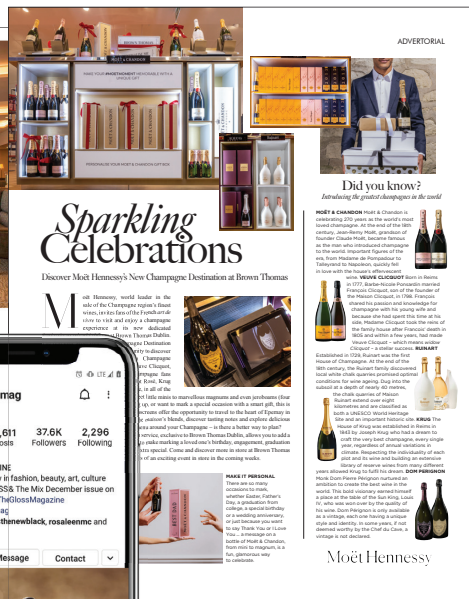 ADVERTORIAL
MOËT & CHANDON
MAKE YOUR #MOËTMOMENT MEMORABLE WITH A
UNIQUE GIFT
PERSONALISE YOUR MOËT & CHANDON GIFT BOX
Sparkling
Celebrations
Discover Moët Hennessy's New Champagne Destination at Brown Thomas
Moët Hennessy, world leader in the
sale of the Champagne region's finest
wines, invites fans of the French art de
vivre to visit and enjoy a champagne
experience at its new dedicated
Brown Thomas Dublin.
Champagne Destination
to discover
Champagne
Veuve Clicquot,
Rosé, Krug
in all of the
little minis to marvellous magnums and even jeroboams (four
up, or want to mark a special occasion with a smart gift, this is
offer the opportunity to travel to the heart of Epernay in
season's blends, discover tasting notes and explore delicious
around your Champagne – is there a better way to plan?
service, exclusive to Brown Thomas Dublin, allows you to add a
making a loved one's birthday, engagement, graduation
extra special. Come and discover more in store at Brown Thomas
of an exciting event in store in the coming weeks.
MAKE IT PERSONAL
There are so many
occasions to mark,
whether Easter, Father's
Day, a graduation from
college, a special birthday
or a wedding anniversary,
or just because you want
to say Thank You or I Love
You ... a message on a
bottle of Moët & Chandon,
from mini to magnum, is a
fun, glamorous way
to celebrate.
Did you know?
Introducing the greatest champagnes in the world
MOËT & CHANDON Moët & Chandon is
celebrating 270 years as the world's most
loved champagne. At the end of the 18th
century, Jean-Remy Moët, grandson of
founder Claude Moët, became famous
as the man who introduced champagne
to the world. Important figures of the
era, from Madame de Pompadour to
Talleyrand to Napoleon, quickly fell
in love with the house's effervescent
wine. VEUVE CLICQUOT Born in Reims
in 1777, Barbe-Nicole Ponsardin married
François Clicquot, son of the founder of
the Maison Clicquot, in 1798. François
shared his passion and knowledge for
champagne with his young wife and
because she had spent this time at his
side, Madame Clicquot took the reins of
the family house after Francois' death in
1805 and within a few years, had made
Veuve Clicquot – which means widow
Clicquot – a stellar success. RUINART
Established in 1729, Ruinart was the first
House of Champagne. At the end of the
18th century, the Ruinart family discovered
local white chalk quarries promised optimal
conditions for wine ageing. Dug into the
subsoil at a depth of nearly 40 metres,
the chalk quarries of Maison
Ruinart extend over eight
kilometres and are classified as
both a UNESCO World Heritage
Site and an important historic site. KRUG The
House of Krug was established in Reims in
1843 by Joseph Krug who had a dream to
craft the very best champagne, every single
year, regardless of annual variations in
climate. Respecting the individuality of each
plot and its wine and building an extensive
library of reserve wines from many different
years allowed Krug to fulfil his dream. DOM PERIGNON
Monk Dom Pierre Pérignon nurtured an
ambition to create the best wine in the
world. This bold visionary earned himself
a place at the table of the Sun King, Louis
IV, who was won over by the quality of
his wine. Dom Pérignon is only available
as a vintage, each one having a unique
style and identity. In some years, if not
deemed worthy by the Chef du Cave, a
vintage is not declared.
Moët Hennessy
LTE
mag
,611
37.6K
2,296
Followers
Following
INE
in fashion, beauty, art, culture
SS& The Mix December issue on
TheGlossMagazine
thenewblack, rosaleenmc and
Message
Contact